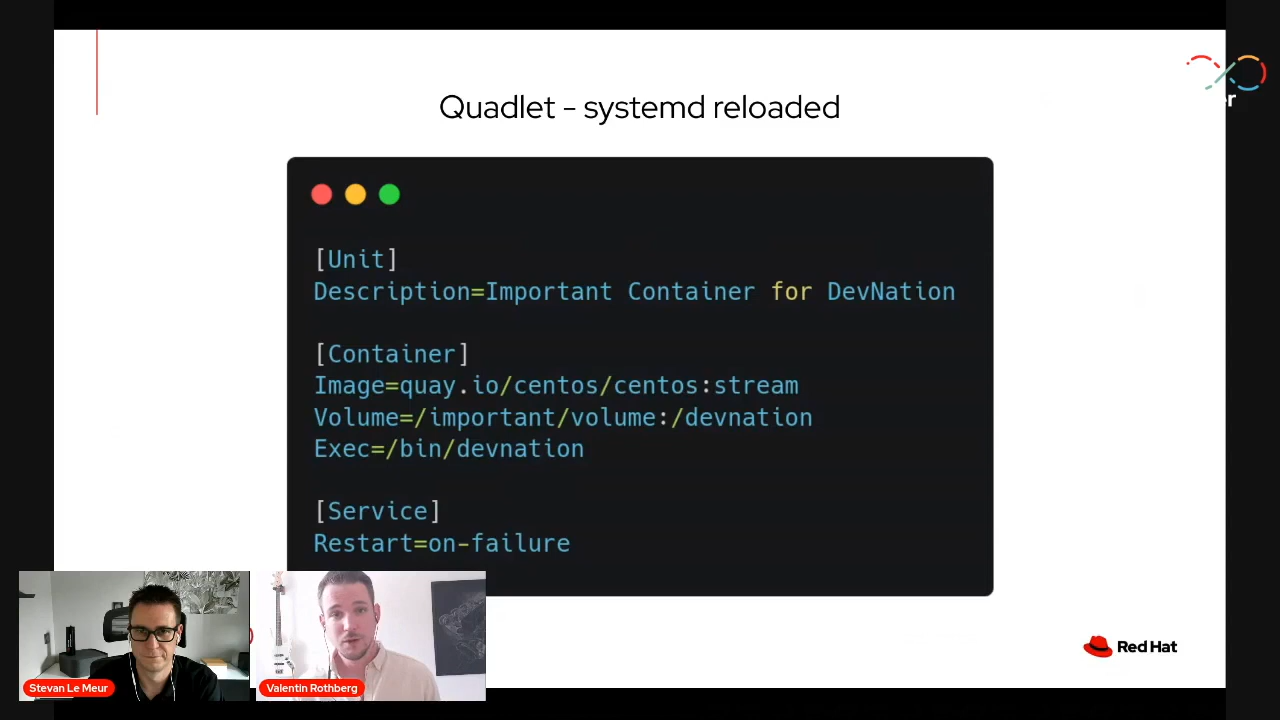 Quadlet - systemd reloaded
[Unit]
Description=Important Container for DevNation
[Container]
Image=quay.io/centos/centos:stream
Volume=/important/volume:/devnation
Exec=/bin/devnation
[Service]
Restart=on-failure
Stevan Le Meur
Valentin Rothberg
Red Hat